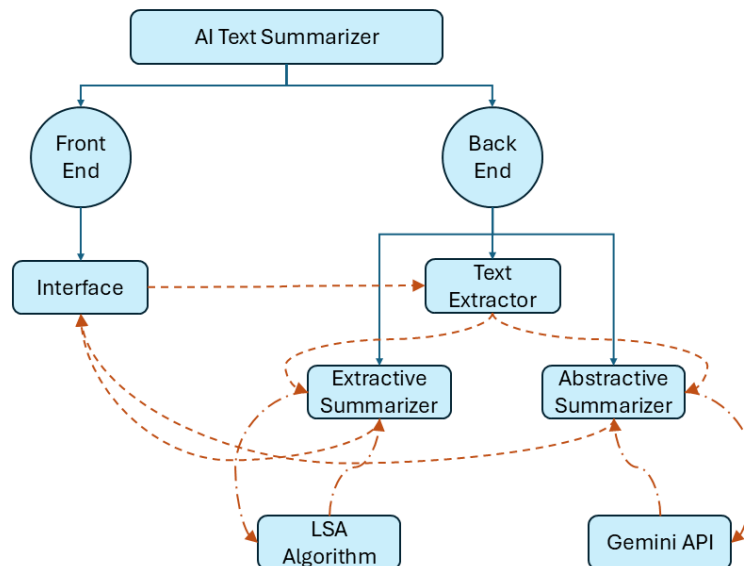 AI Text Summarizer
Front
End
Back
End
Interface
Text
Extractor
Extractive
Summarizer
Abstractive
Summarizer
LSA
Algorithm
Gemini API